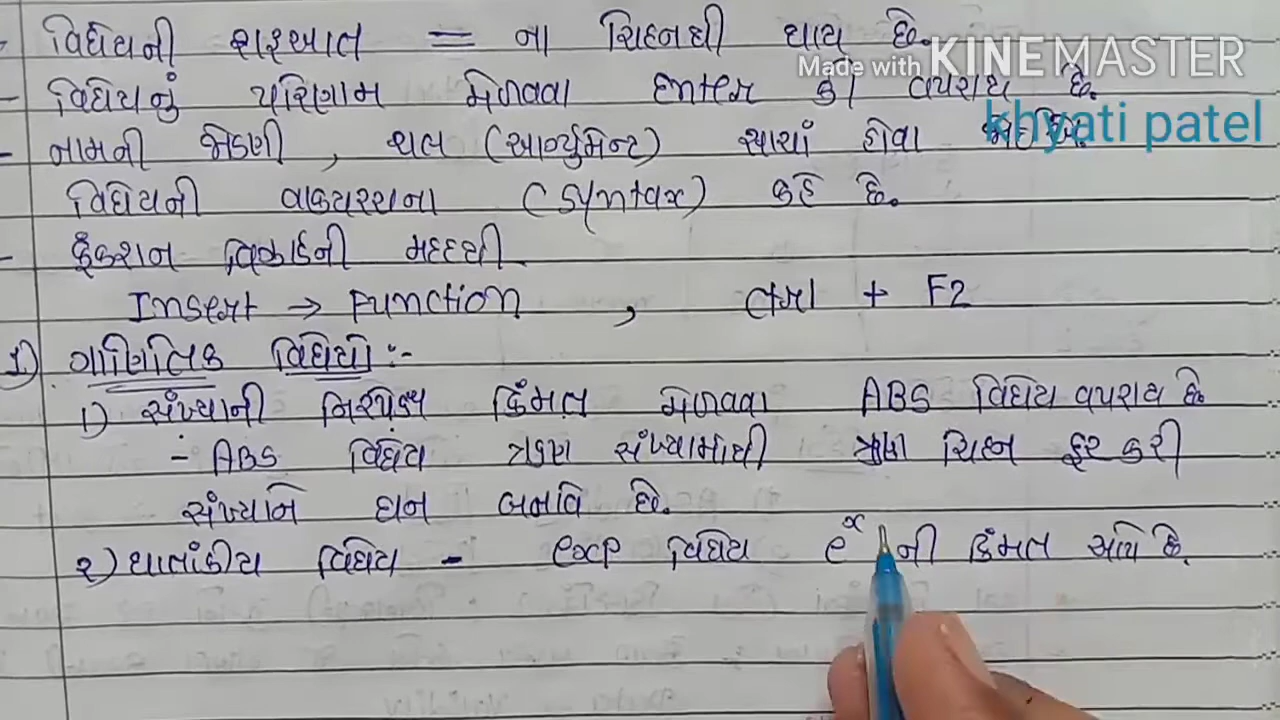 - વિધેયની શરૂઆત = ના ચિહ્નથી થાય છે.
Made with KINEMASTER
- વિધેયનું પરિણામ મેળવવા Enter કી વપરાય છે.
khyati patel
- નામની જોડણી, ચલ (આર્ગ્યુમેન્ટ) સાચાં હોવા જોઈએ.
વિધેયની વાક્યરચના (Syntax) કહે છે.
- ફંક્શન વિઝાર્ડની મદદથી
Insert → Function , ctrl + F2
1) ગાણિતિક વિધેયો :-
1) સંખ્યાની નિરપેક્ષ કિંમત મેળવવા ABS વિધેય વપરાય છે.
- ABS વિધેય ઋણ સંખ્યામાંથી ઋણ ચિહ્ન દૂર કરી
સંખ્યાને ધન બનાવે છે.
૨) ઘાતાંકીય વિધેય - exp વિધેય e^x ની કિંમત આપે છે.